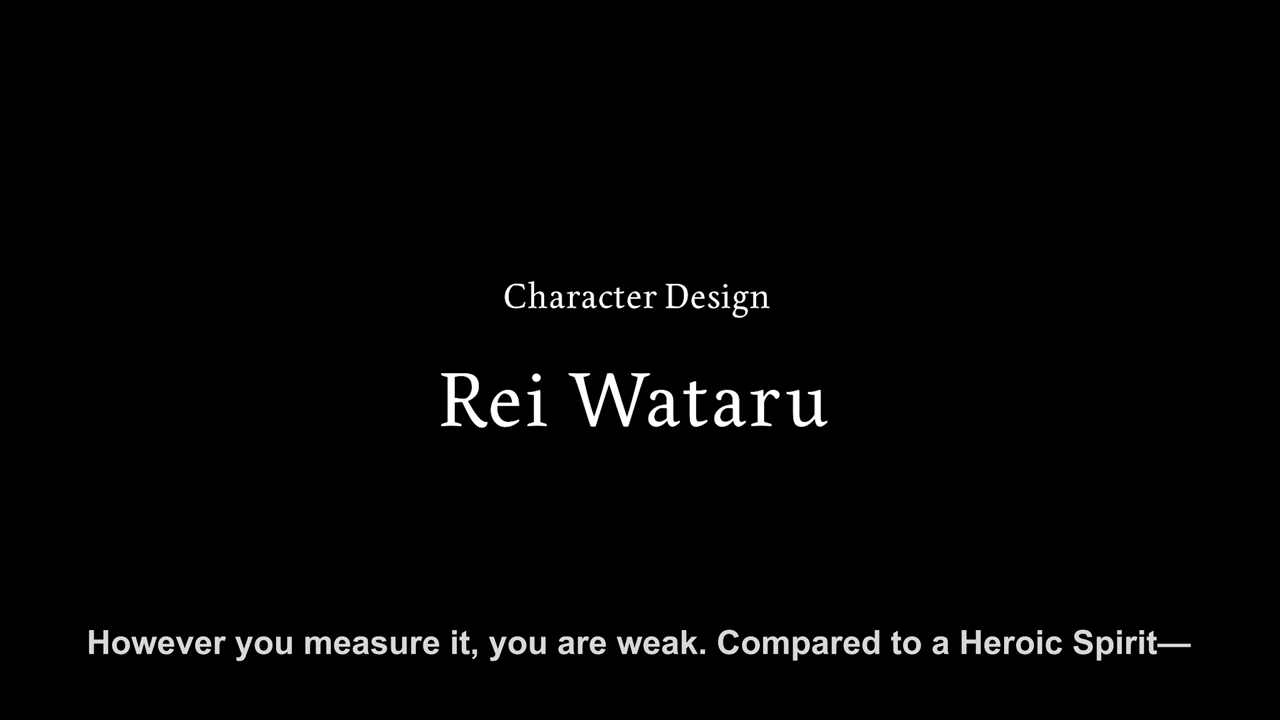 Character Design
Rei Wataru
However you measure it, you are weak. Compared to a Heroic Spirit—